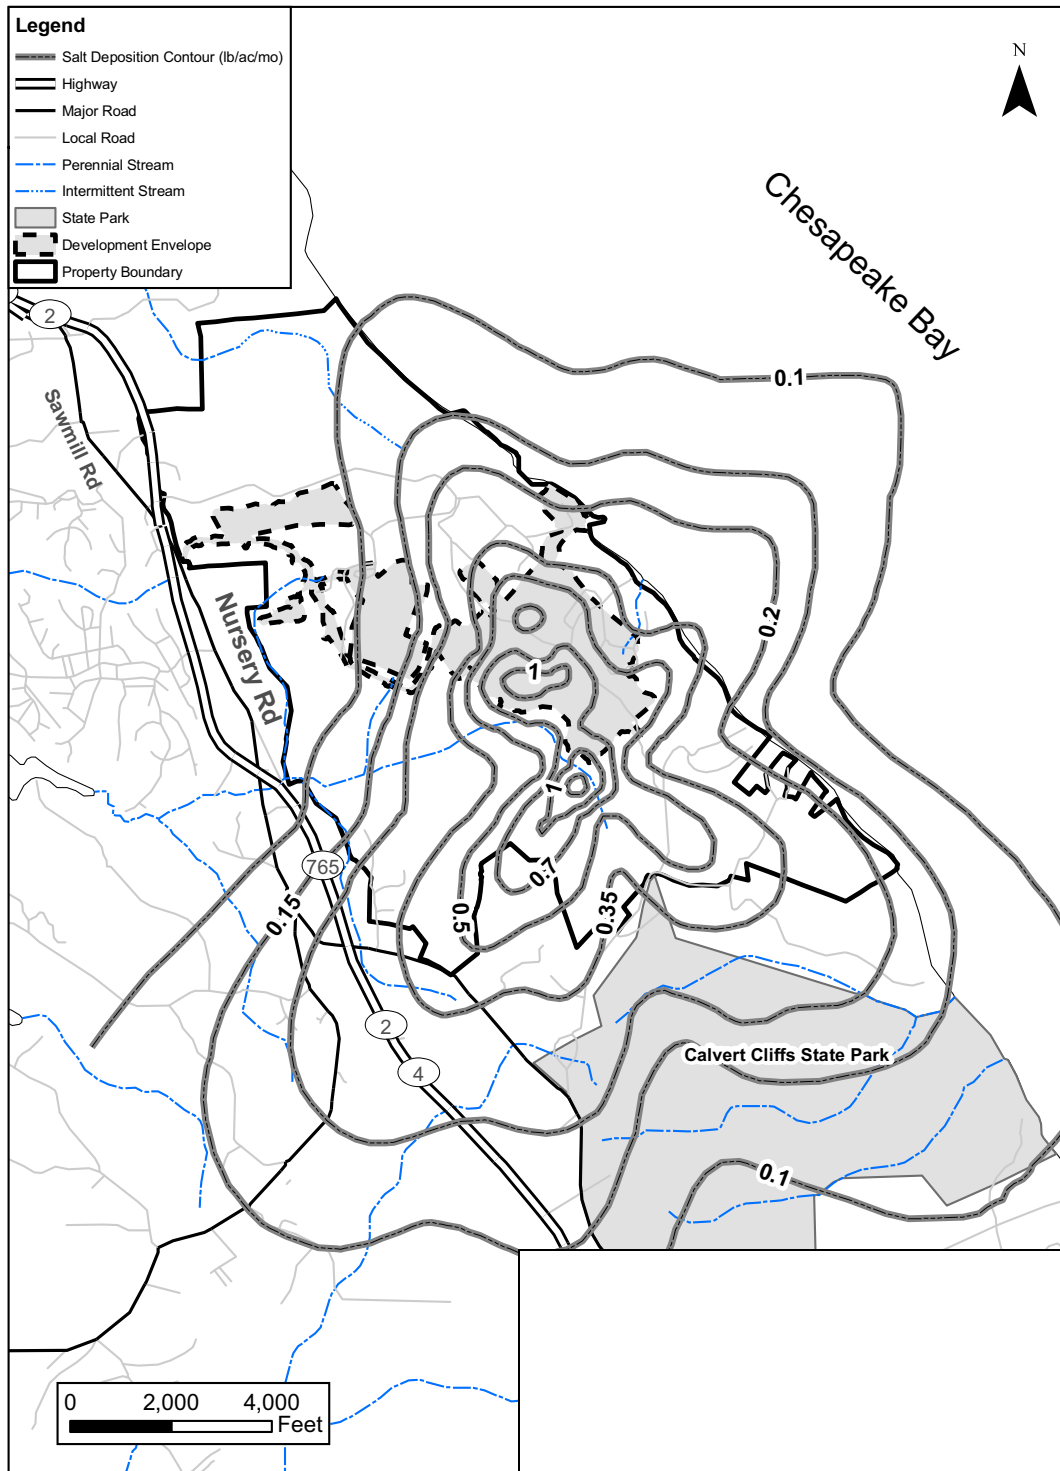 Legend
Salt Deposition Contour (lb/ac/mo)
Highway
Major Road
Local Road
Perennial Stream
Intermittent Stream
State Park
Development Envelope
Property Boundary
N
Chesapeake Bay
2
Sawmill Rd
0.1
0.2
Nursery Rd
1
1
765
0.7
0.15
0.5
0.35
2
4
Calvert Cliffs State Park
0.1
0 2,000 4,000
Feet